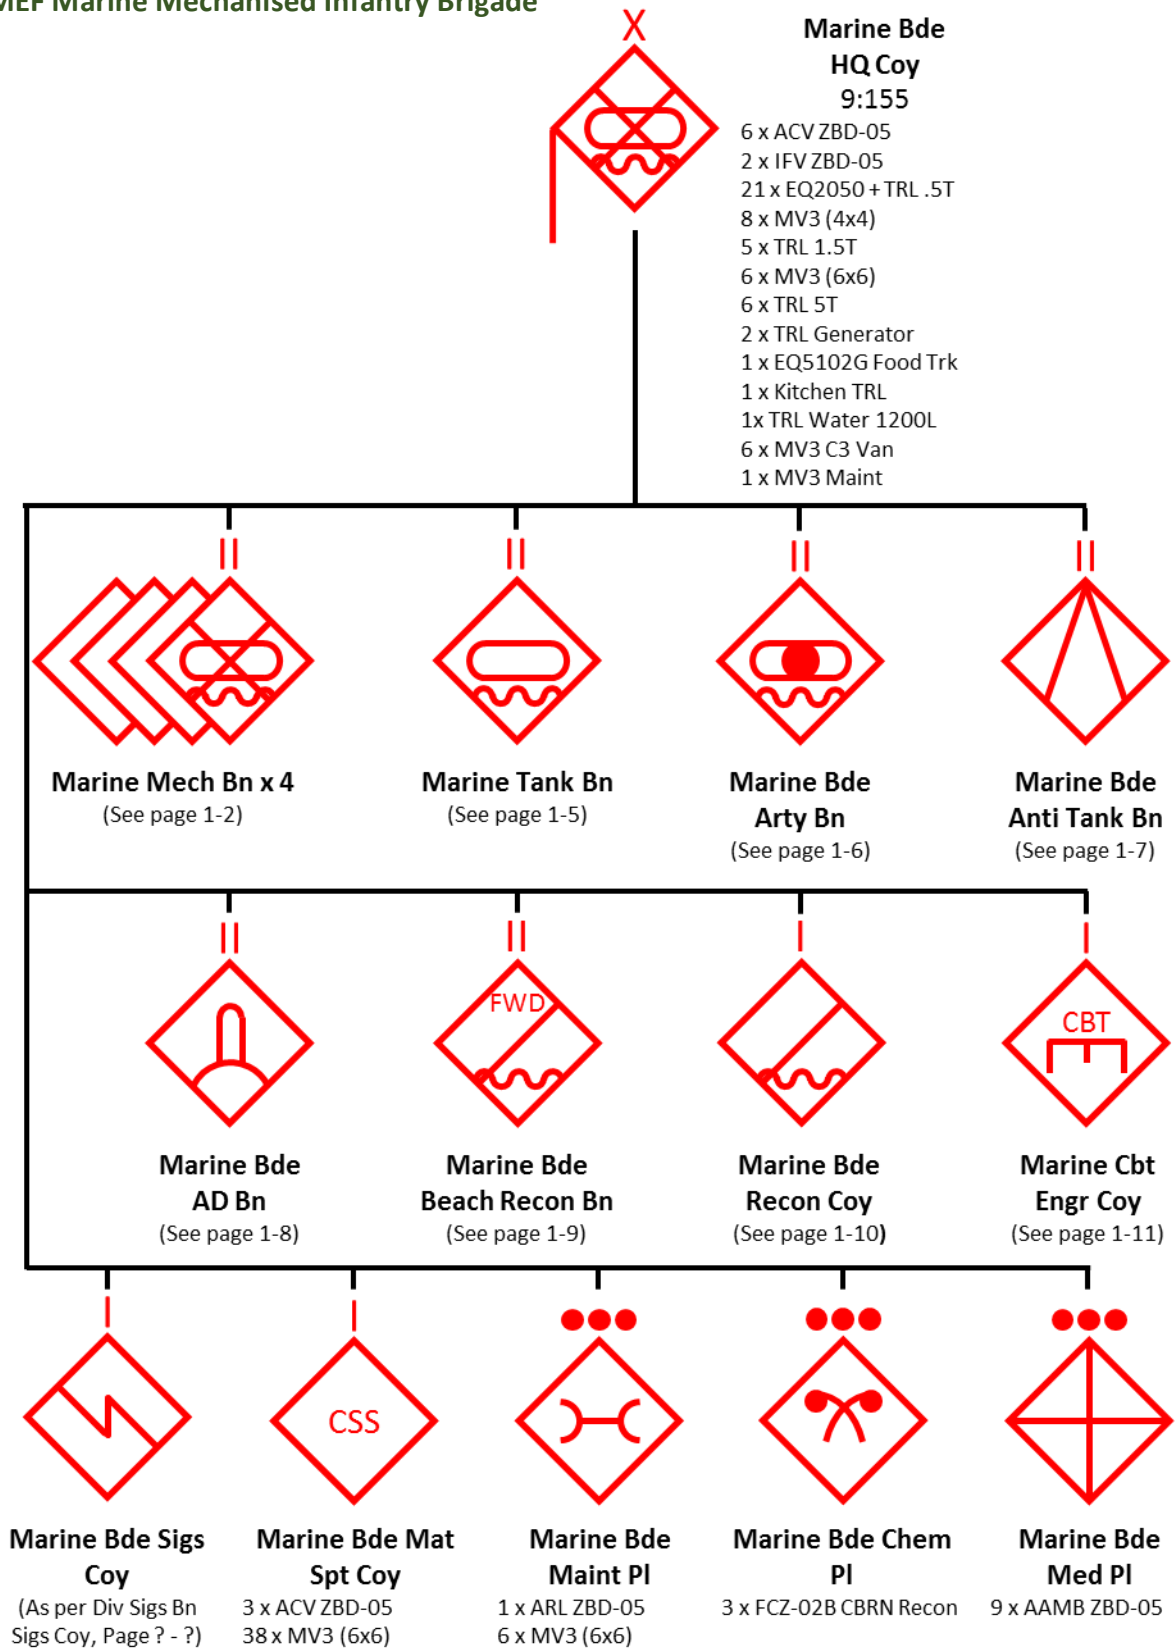 MEF Marine Mechanised Infantry Brigade
X
Marine Bde
HQ Coy
9:155
6 x ACV ZBD-05
2 x IFV ZBD-05
21 x EQ2050 + TRL .5T
8 x MV3 (4x4)
5 x TRL 1.5T
6 x MV3 (6x6)
6 x TRL 5T
2 x TRL Generator
1 x EQ5102G Food Trk
1 x Kitchen TRL
1x TRL Water 1200L
6 x MV3 C3 Van
1 x MV3 Maint
Marine Mech Bn x 4
(See page 1-2)
Marine Tank Bn
(See page 1-5)
Marine Bde
Arty Bn
(See page 1-6)
Marine Bde
Anti Tank Bn
(See page 1-7)
FWD
CBT
Marine Bde
AD Bn
(See page 1-8)
Marine Bde
Beach Recon Bn
(See page 1-9)
Marine Bde
Recon Coy
(See page 1-10)
Marine Cbt
Engr Coy
(See page 1-11)
CSS
Marine Bde Sigs
Coy
(As per Div Sigs Bn
Sigs Coy, Page ? - ?)
Marine Bde Mat
Spt Coy
3 x ACV ZBD-05
38 x MV3 (6x6)
Marine Bde
Maint Pl
1 x ARL ZBD-05
6 x MV3 (6x6)
Marine Bde Chem
Pl
3 x FCZ-02B CBRN Recon
Marine Bde
Med Pl
9 x AAMB ZBD-05